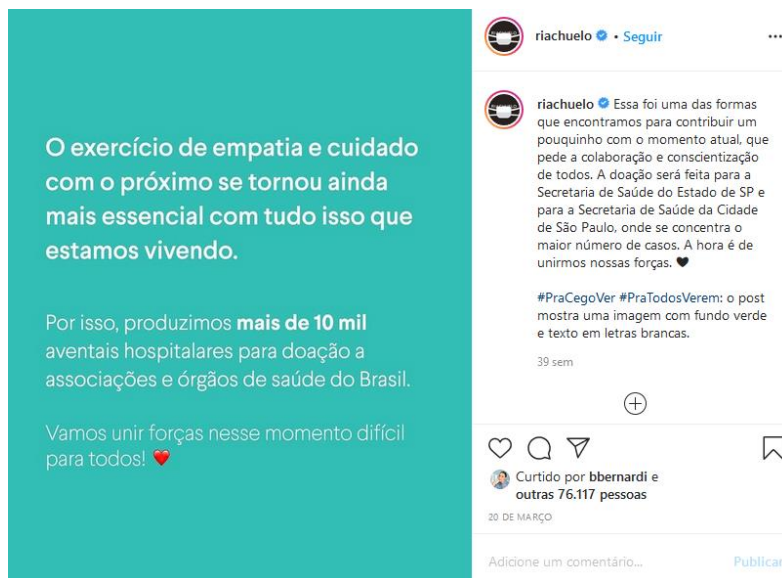 O exercício de empatia e cuidado
com o próximo se tornou ainda
mais essencial com tudo isso que
estamos vivendo.
Por isso, produzimos mais de 10 mil
aventais hospitalares para doação a
associações e órgãos de saúde do Brasil.
Vamos unir forças nesse momento difícil
para todos! ❤️
riachuelo • Seguir
riachuelo Essa foi uma das formas
que encontramos para contribuir um
pouquinho com o momento atual, que
pede a colaboração e conscientização
de todos. A doação será feita para a
Secretaria de Saúde do Estado de SP e
para a Secretaria de Saúde da Cidade
de São Paulo, onde se concentra o
maior número de casos. A hora é de
unirmos nossas forças. 🖤
#PraCegoVer #PraTodosVerem: o post
mostra uma imagem com fundo verde
e texto em letras brancas.
39 sem
Curtido por bbernardi e
outras 76.117 pessoas
20 DE MARÇO
Adicione um comentário... Publicar